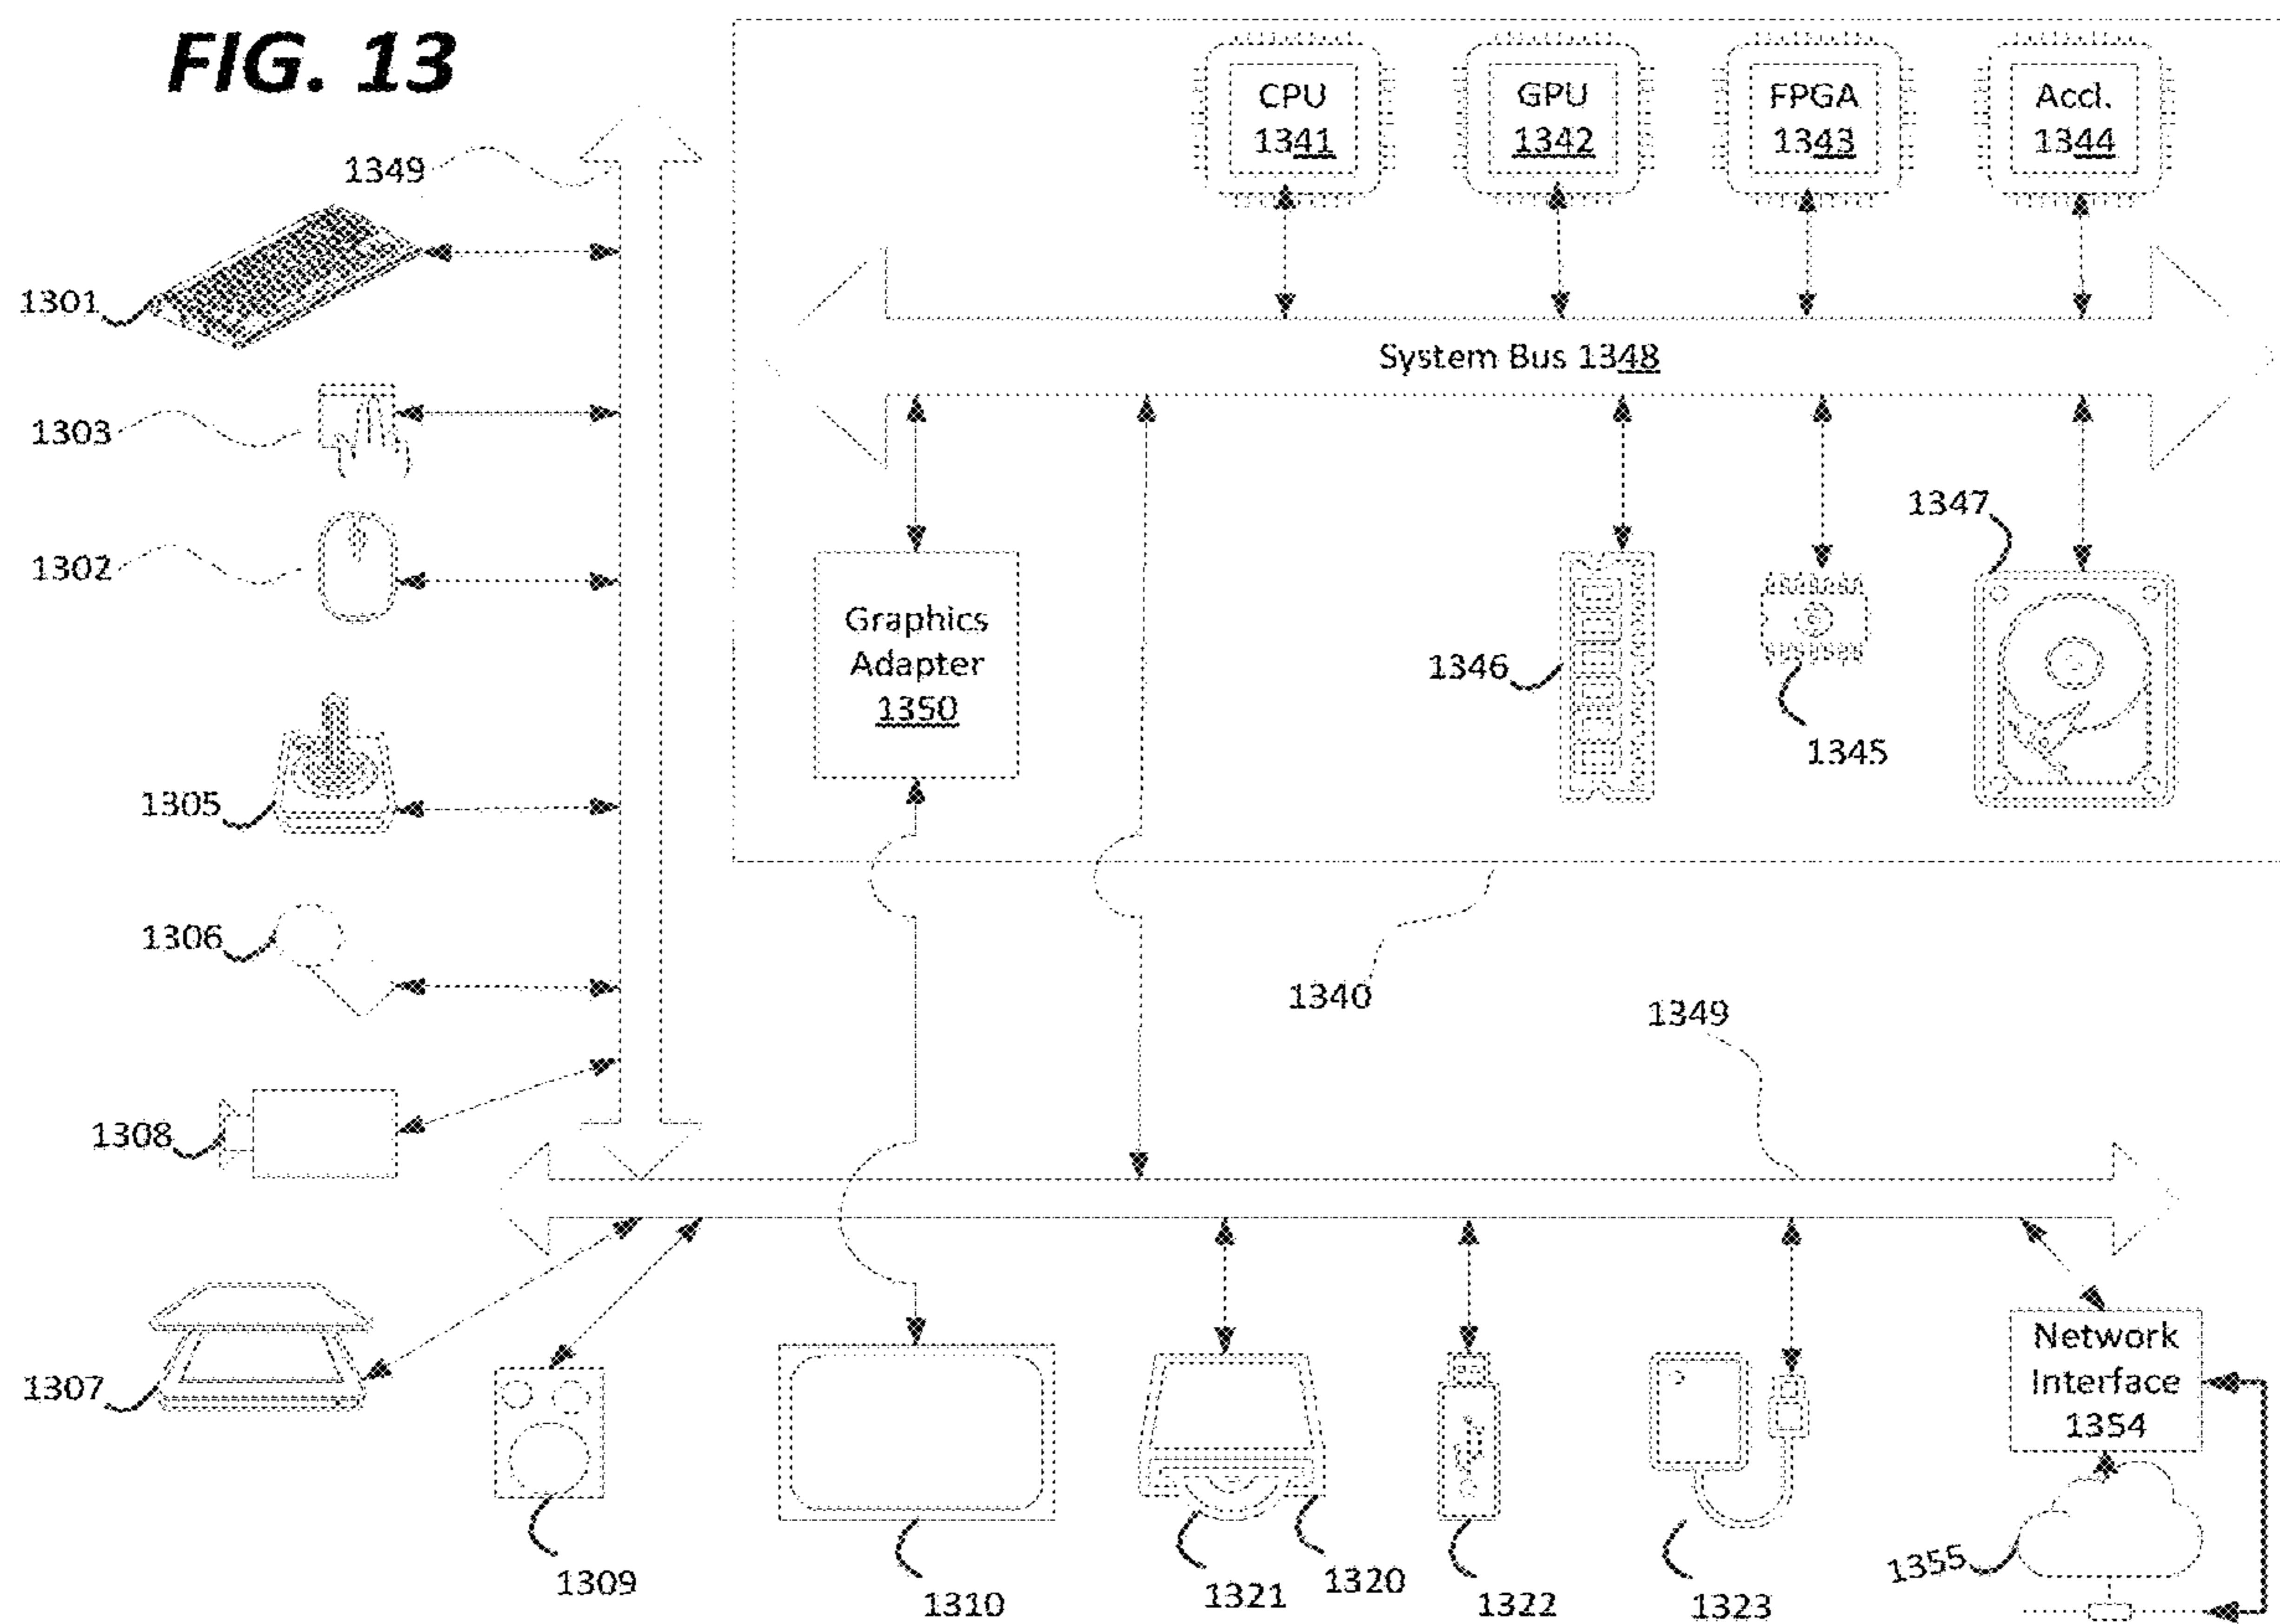 FIG. 13
CPU
1341
GPU
1342
FPGA
1343
Accl.
1344
1349
1301
System Bus 1348
1303
1302
1347
Graphics
Adapter
1350
1346
1345
1305
1306
1340
1349
1308
1307
Network
Interface
1354
1355
1309
1310
1321
1320
1322
1323